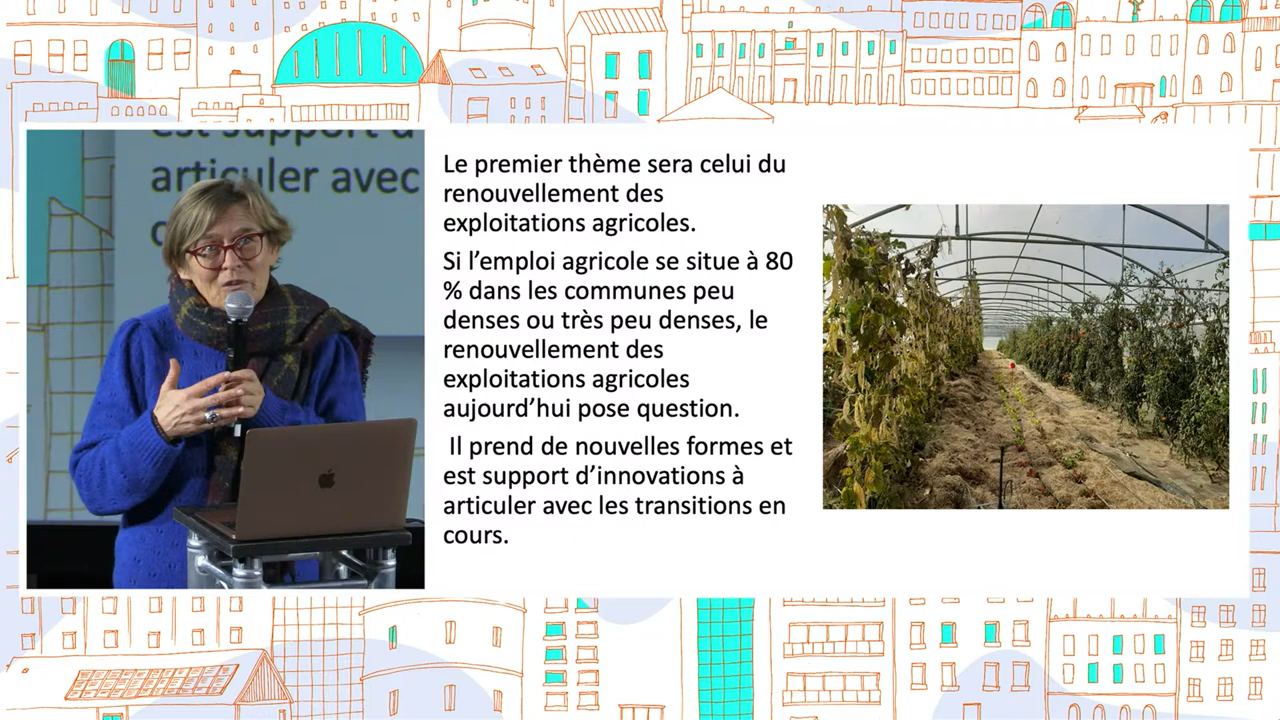 est support d
articuler avec
Le premier thème sera celui du
renouvellement des
exploitations agricoles.
Si l’emploi agricole se situe à 80
% dans les communes peu
denses ou très peu denses, le
renouvellement des
exploitations agricoles
aujourd’hui pose question.
Il prend de nouvelles formes et
est support d’innovations à
articuler avec les transitions en
cours.